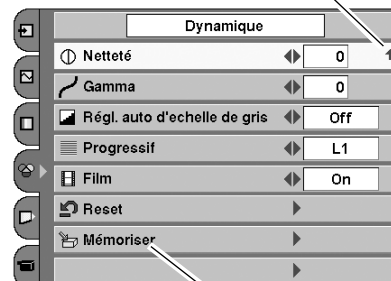 Dynamique
Netteté 0
Gamma 0
Régl. auto d'echelle de gris Off
Progressif L1
Film On
Reset
Mémoriser